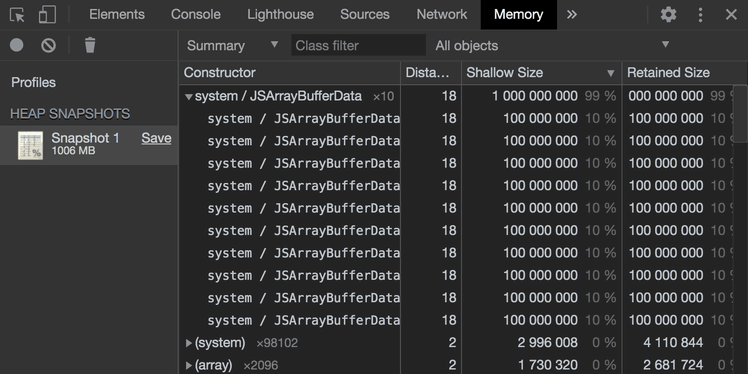 Elements Console Lighthouse Sources Network Memory »
Summary ▼ Class filter All objects ▼
Profiles
HEAP SNAPSHOTS
Snapshot 1 Save
1006 MB
Constructor Dista... Shallow Size ▼ Retained Size
▼system / JSArrayBufferData ×10 18 1 000 000 000 99 % 000 000 000 99 %
system / JSArrayBufferData 18 100 000 000 10 % 100 000 000 10 %
system / JSArrayBufferData 18 100 000 000 10 % 100 000 000 10 %
system / JSArrayBufferData 18 100 000 000 10 % 100 000 000 10 %
system / JSArrayBufferData 18 100 000 000 10 % 100 000 000 10 %
system / JSArrayBufferData 18 100 000 000 10 % 100 000 000 10 %
system / JSArrayBufferData 18 100 000 000 10 % 100 000 000 10 %
system / JSArrayBufferData 18 100 000 000 10 % 100 000 000 10 %
system / JSArrayBufferData 18 100 000 000 10 % 100 000 000 10 %
system / JSArrayBufferData 18 100 000 000 10 % 100 000 000 10 %
system / JSArrayBufferData 18 100 000 000 10 % 100 000 000 10 %
▶(system) ×98102 2 2 996 008 0 % 4 110 844 0 %
▶(array) ×2096 2 1 730 320 0 % 2 681 724 0 %